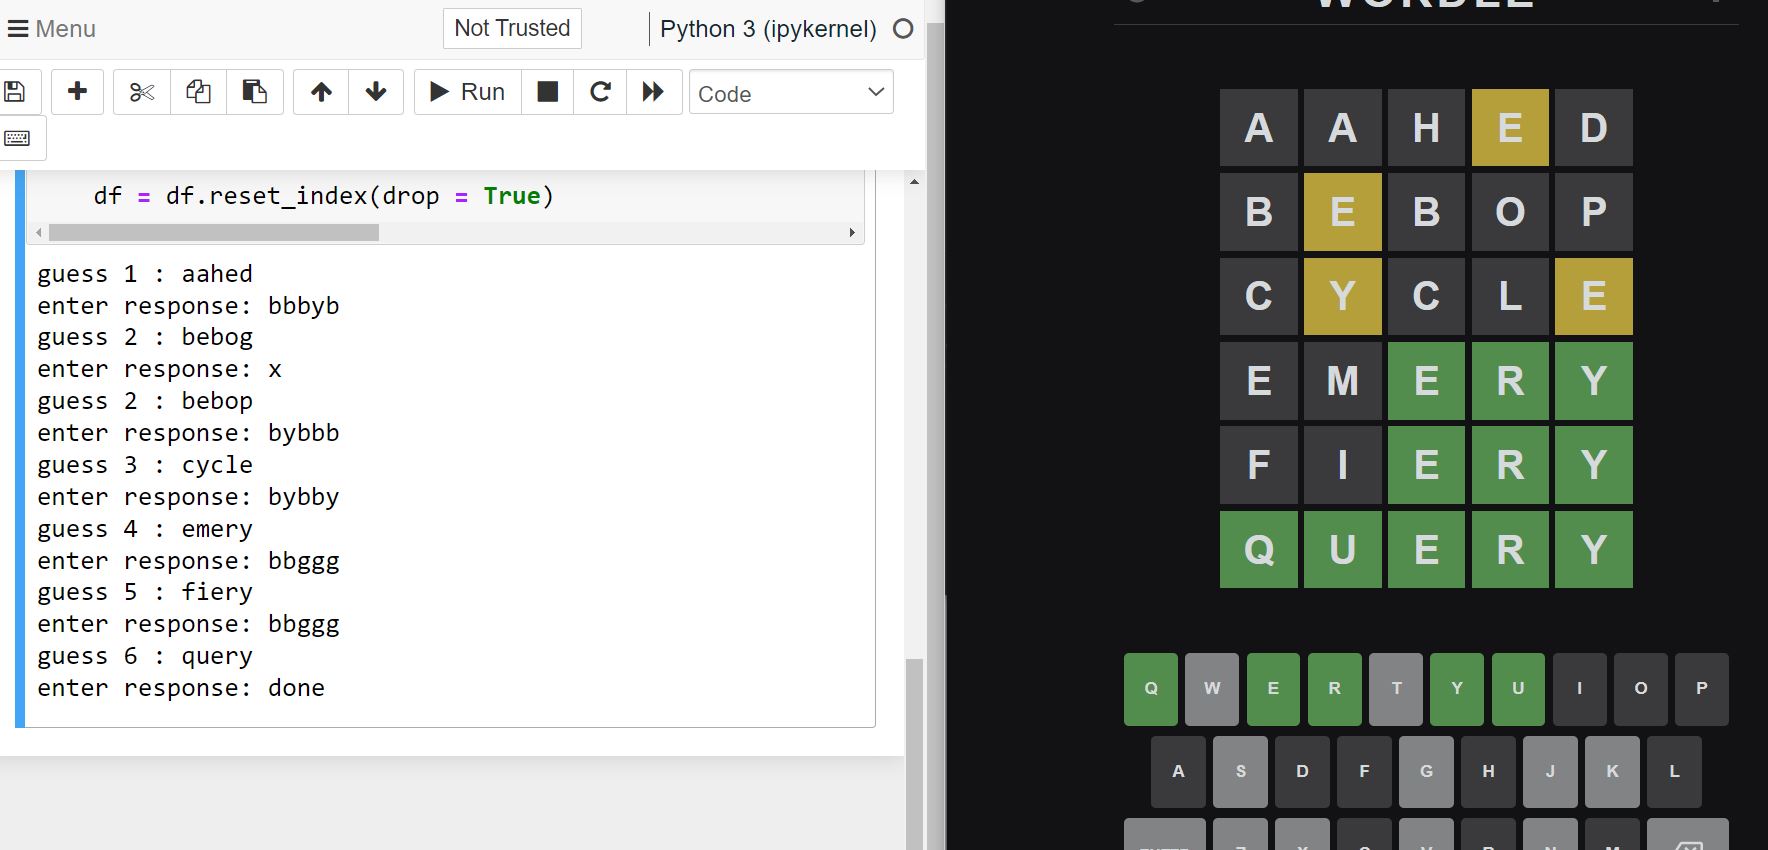 Menu
Not Trusted
Python 3 (ipykernel)
Run
Code
df = df.reset_index(drop = True)
guess 1 : aahed
enter response: bbbyb
guess 2 : bebog
enter response: x
guess 2 : bebop
enter response: bybbb
guess 3 : cycle
enter response: bybby
guess 4 : emery
enter response: bbggg
guess 5 : fiery
enter response: bbggg
guess 6 : query
enter response: done
WORDLE
A A H E D
B E B O P
C Y C L E
E M E R Y
F I E R Y
Q U E R Y
Q W E R T Y U I O P
A S D F G H J K L